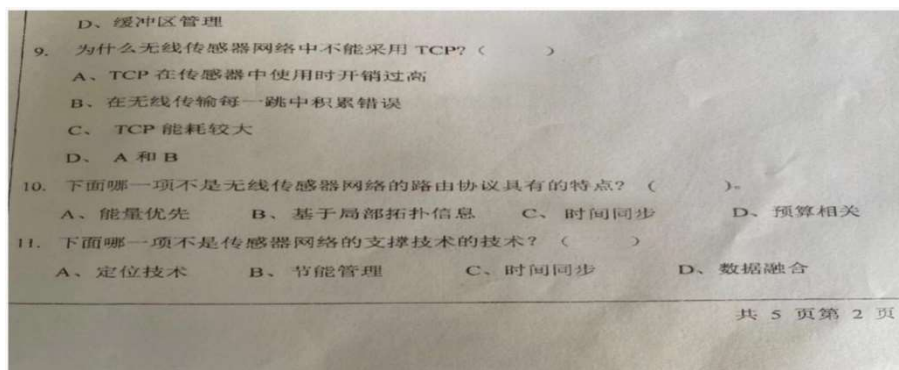 D、缓冲区管理
9. 为什么无线传感器网络中不能采用 TCP?（ ）
A、TCP 在传感器中使用时开销过高
B、在无线传输每一跳中积累错误
C、 TCP 能耗较大
D、 A 和 B
10. 下面哪一项不是无线传感器网络的路由协议具有的特点? （ ）。
A、能量优先 B、基于局部拓扑信息 C、时间同步 D、预算相关
11. 下面哪一项不是传感器网络的支撑技术的技术? （ ）
A、定位技术 B、节能管理 C、时间同步 D、数据融合
共 5 页第 2 页